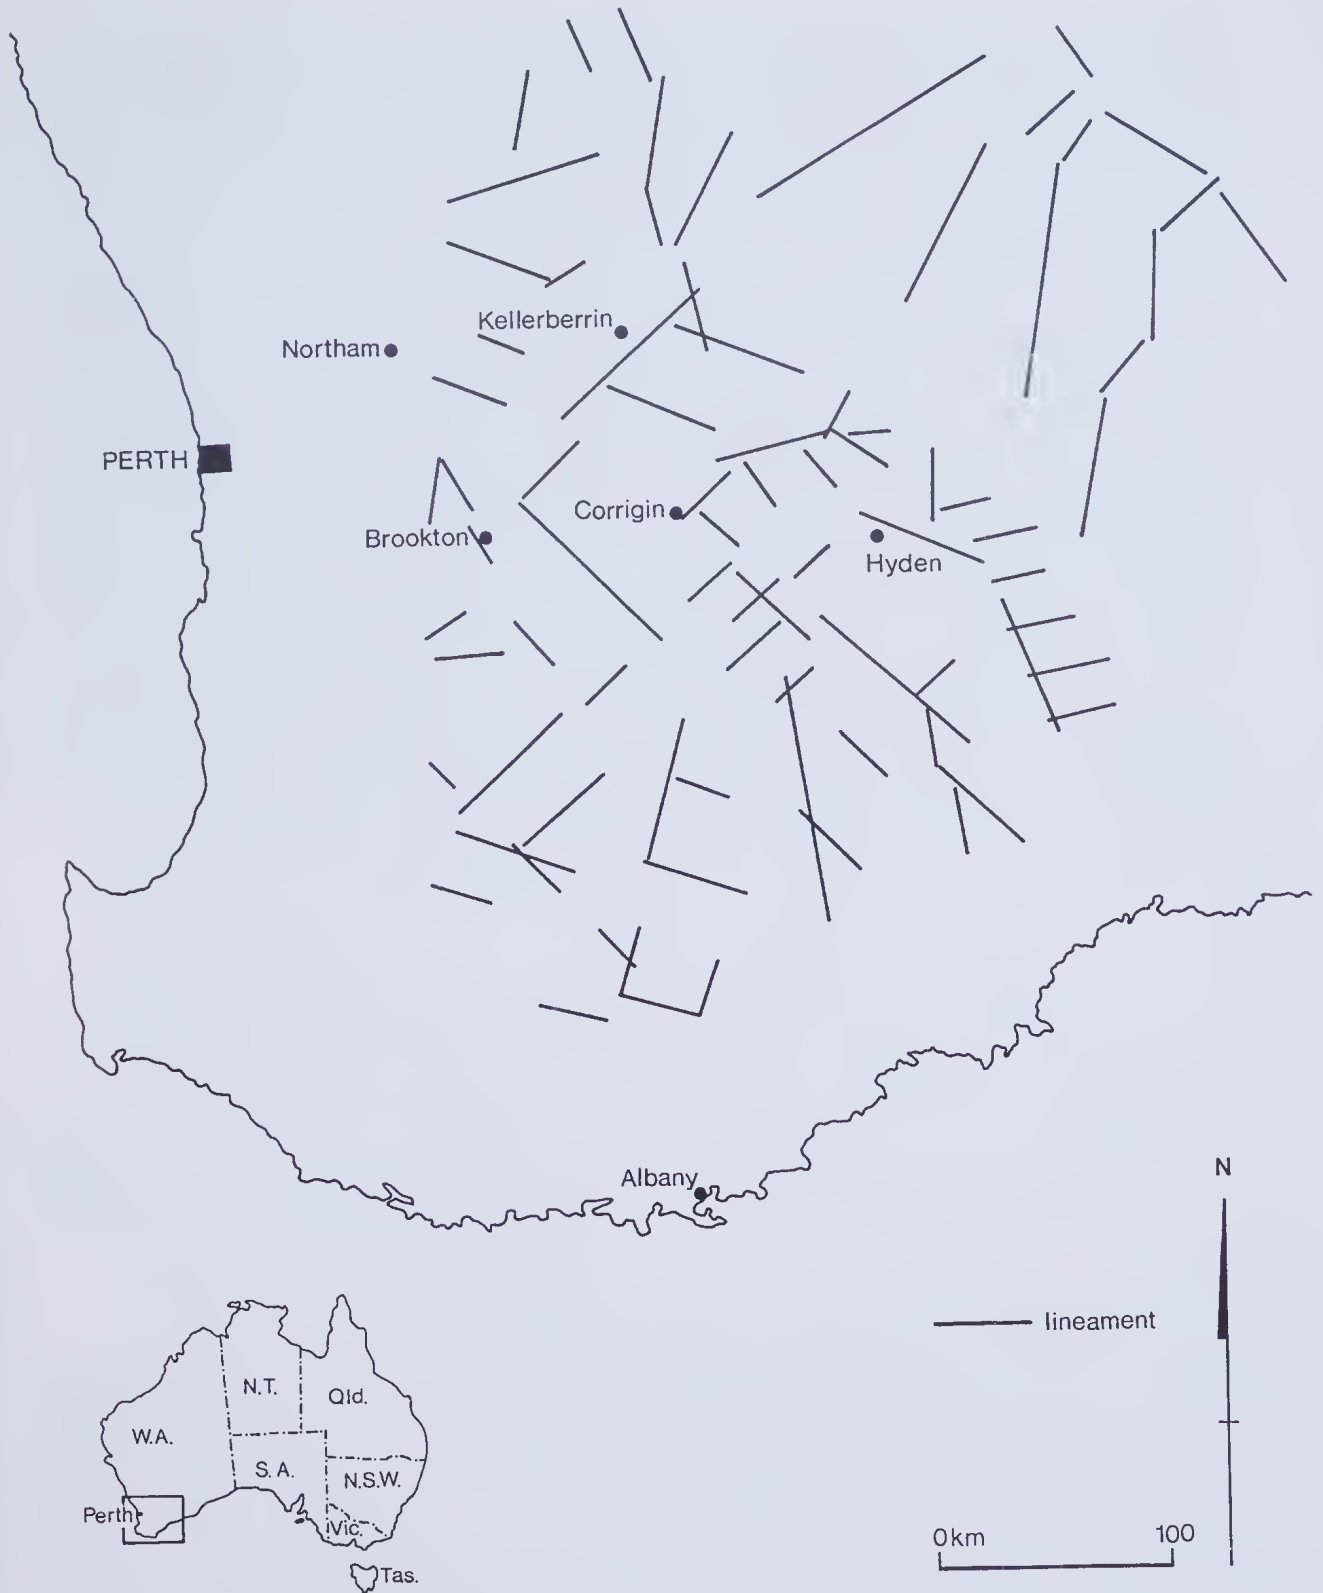 Kellerberrin
Northam
PERTH
Corrigin
Brookton
Hyden
Albany
N
lineament
N.T.
Qld.
W.A.
S.A.
N.S.W.
Perth
Vic.
Tas.
0km 100